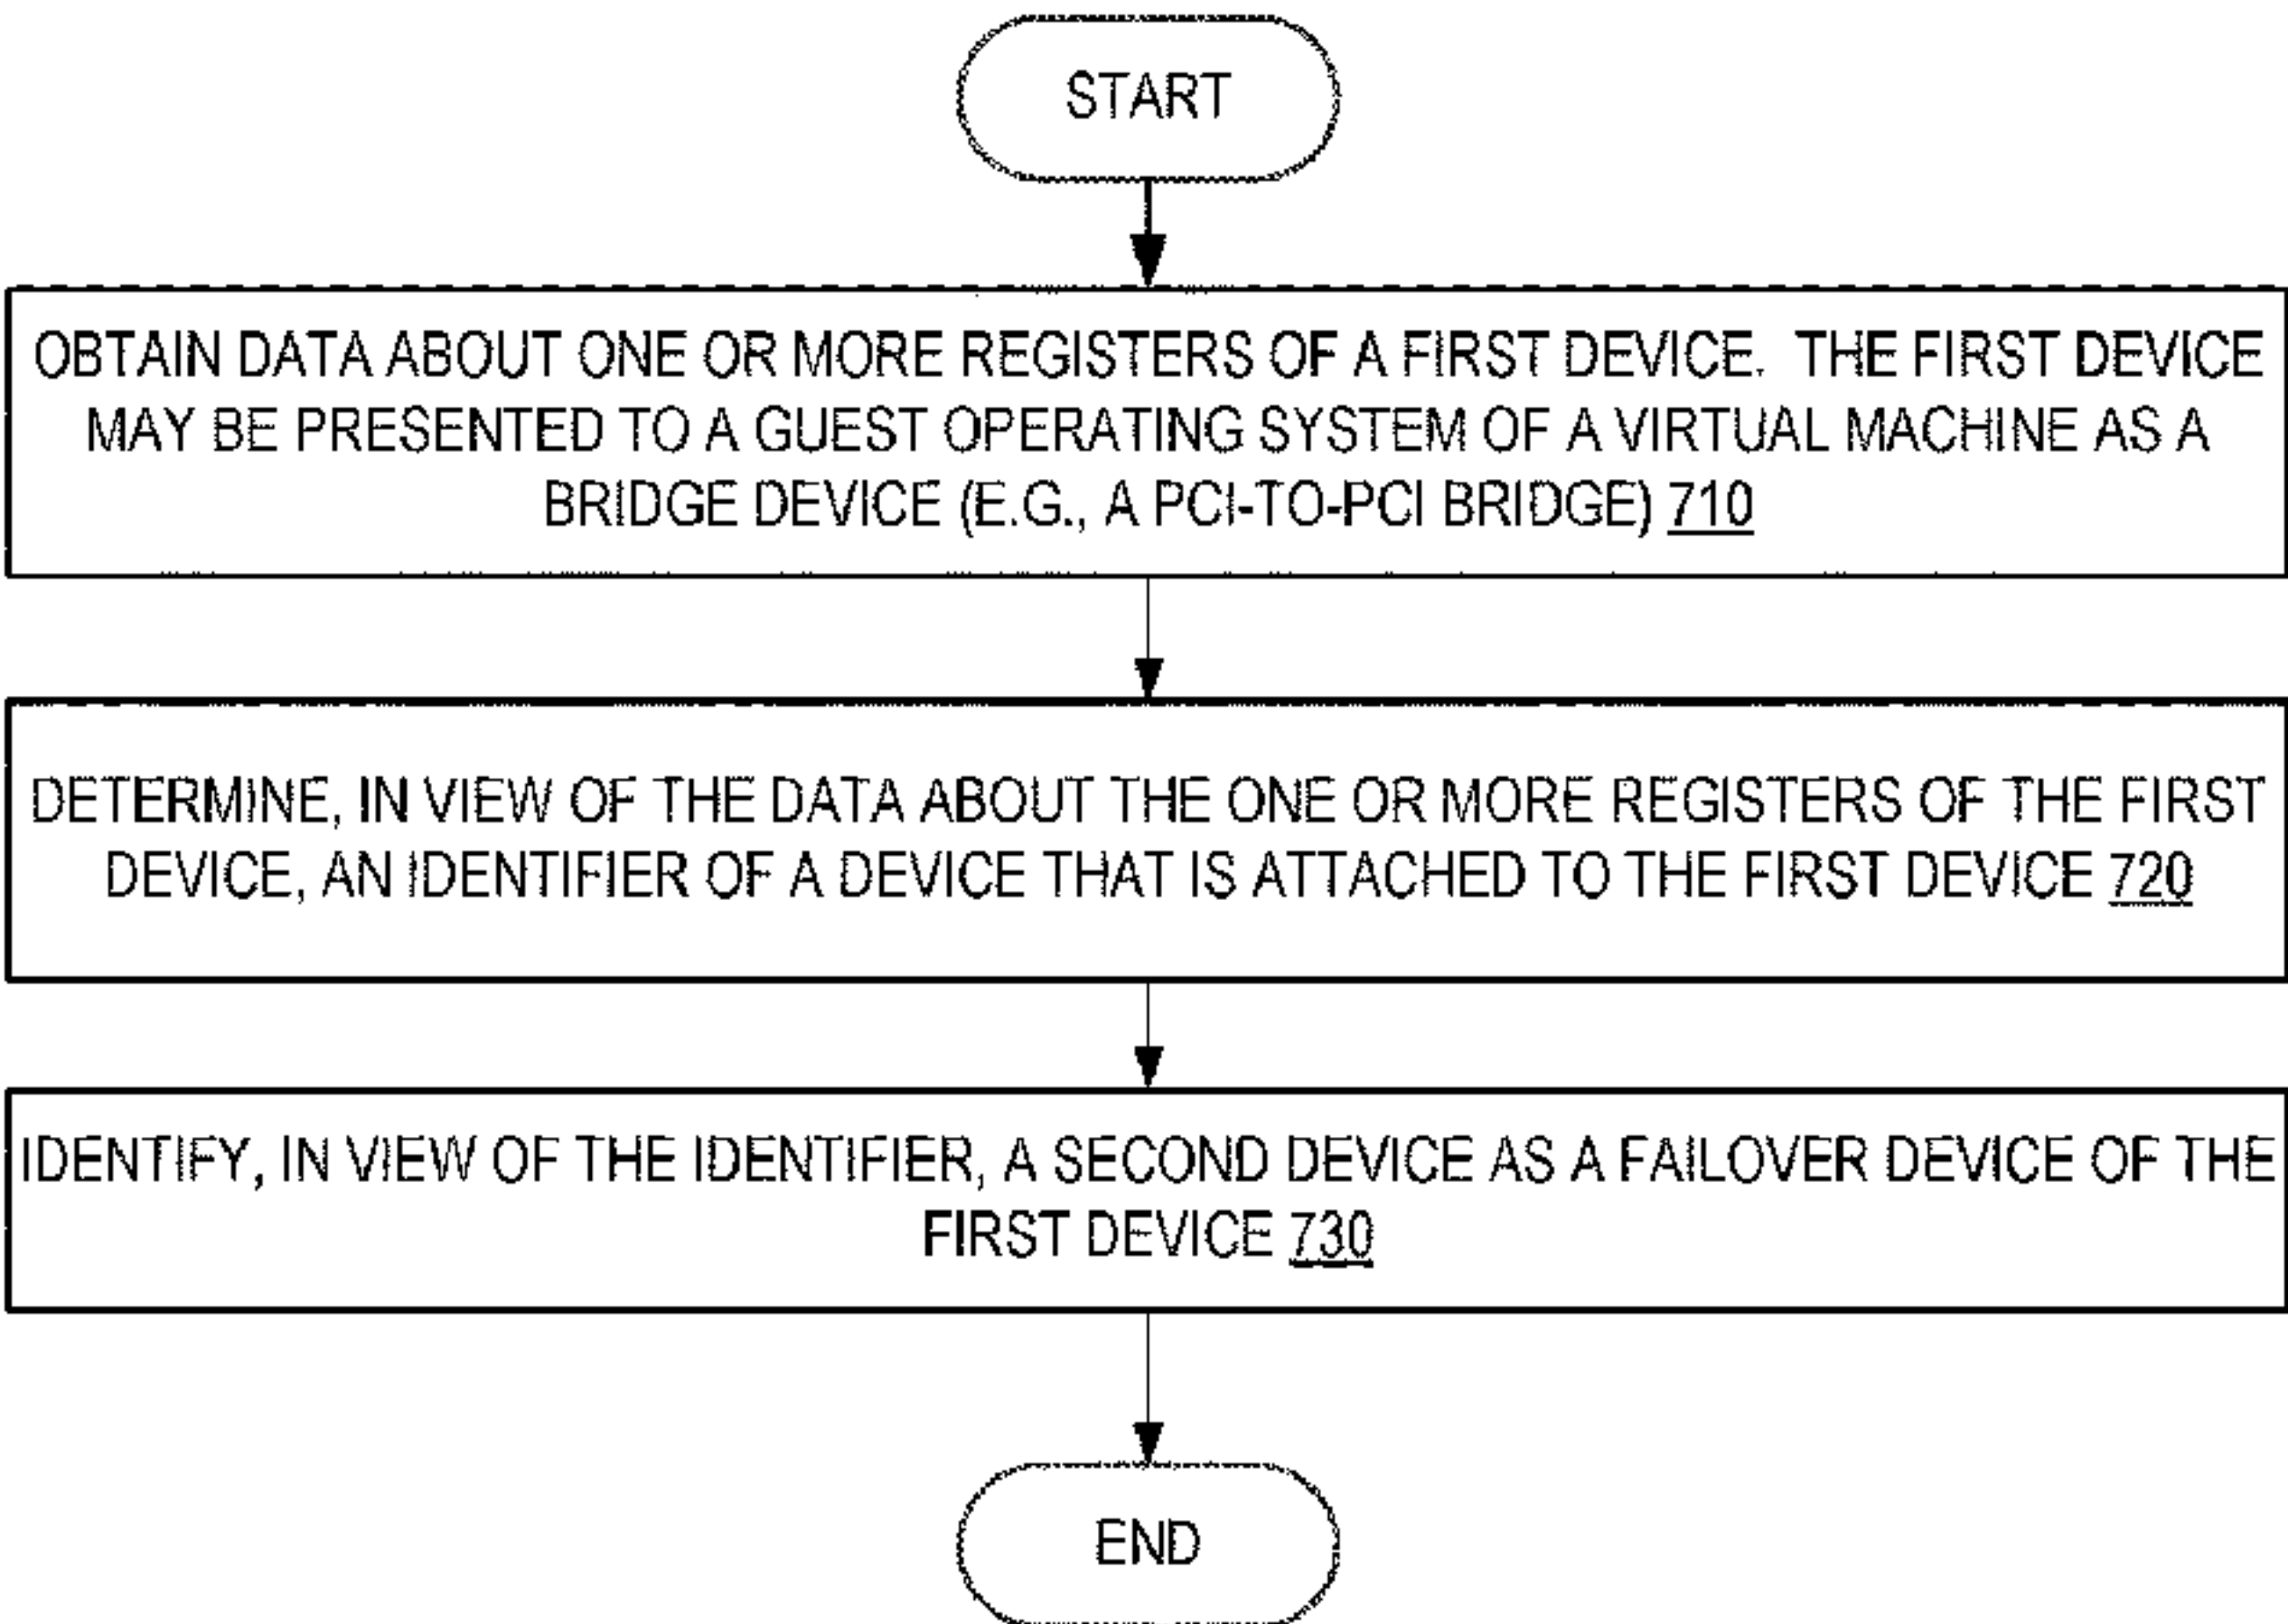 START
OBTAIN DATA ABOUT ONE OR MORE REGISTERS OF A FIRST DEVICE. THE FIRST DEVICE
MAY BE PRESENTED TO A GUEST OPERATING SYSTEM OF A VIRTUAL MACHINE AS A
BRIDGE DEVICE (E.G., A PCI-TO-PCI BRIDGE) 710
DETERMINE, IN VIEW OF THE DATA ABOUT THE ONE OR MORE REGISTERS OF THE FIRST
DEVICE, AN IDENTIFIER OF A DEVICE THAT IS ATTACHED TO THE FIRST DEVICE 720
IDENTIFY, IN VIEW OF THE IDENTIFIER, A SECOND DEVICE AS A FAILOVER DEVICE OF THE
FIRST DEVICE 730
END